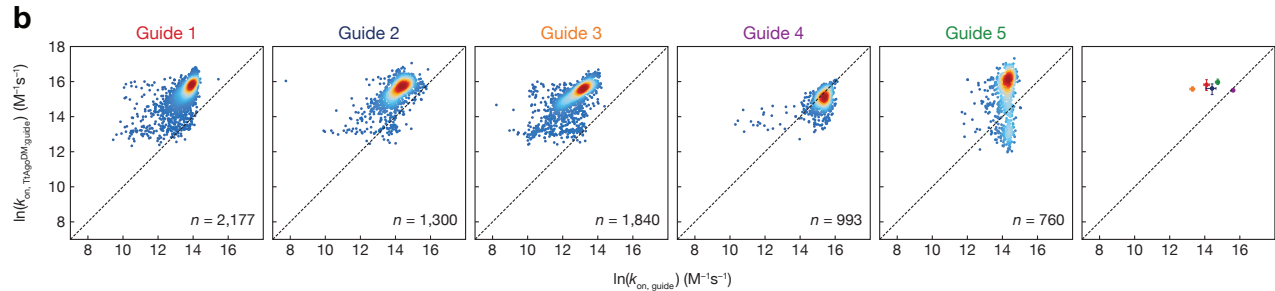 b
Guide 1 Guide 2 Guide 3 Guide 4 Guide 5
ln(k_on, TtAgoDM:guide) (M⁻¹s⁻¹)
18
16
14
12
10
8
n = 2,177 n = 1,300 n = 1,840 n = 993 n = 760
8 10 12 14 16 8 10 12 14 16 8 10 12 14 16 8 10 12 14 16 8 10 12 14 16 8 10 12 14 16
ln(k_on, guide) (M⁻¹s⁻¹)